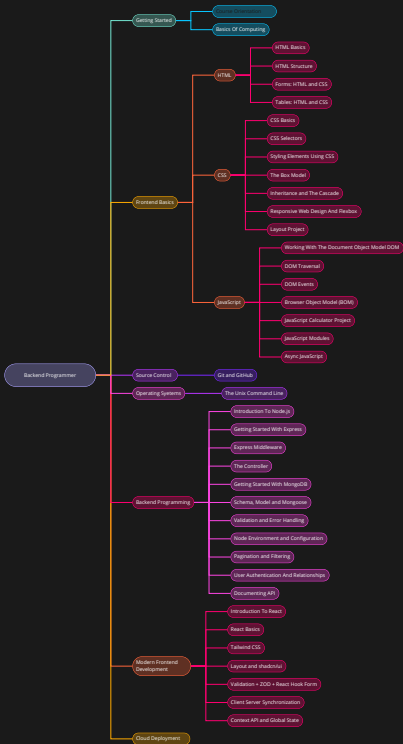 Getting Started
Basics Of Computing
HTML Basics
HTML Structure
HTML
Forms: HTML and CSS
Tables: HTML and CSS
CSS Basics
CSS Selectors
Styling Elements Using CSS
CSS
The Box Model
Inheritance and The Cascade
Frontend Basics
Responsive Web Design And Flexbox
Layout Project
Working With The Document Object Model DOM
DOM Traversal
DOM Events
JavaScript
Browser Object Model (BOM)
JavaScript Calculator Project
JavaScript Modules
Async JavaScript
Backend Programmer
Source Control
Git and GitHub
Operating Systems
The Unix Command Line
Introduction To Node.js
Getting Started With Express
Express Middleware
The Controller
Getting Started With MongoDB
Backend Programming
Schema, Model and Mongoose
Validation and Error Handling
Node Environment and Configuration
Pagination and Filtering
User Authentication And Relationships
Documenting API
Introduction To React
React Basics
Tailwind CSS
Modern Frontend
Development
Layout and shadcn/ui
Validation + ZOD + React Hook Form
Client Server Synchronization
Context API and Global State
Cloud Deployment